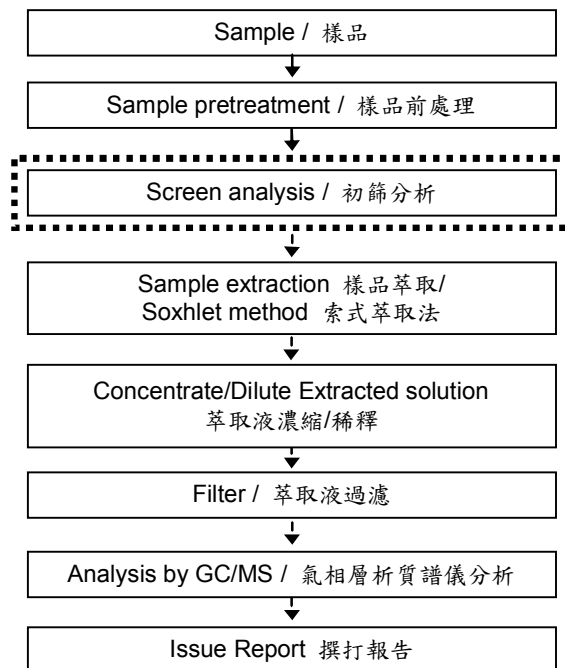 Sample / 樣品
Sample pretreatment / 樣品前處理
Screen analysis / 初篩分析
Sample extraction 樣品萃取/
Soxhlet method 索式萃取法
Concentrate/Dilute Extracted solution
萃取液濃縮/稀釋
Filter / 萃取液過濾
Analysis by GC/MS / 氣相層析質譜儀分析
Issue Report 撰打報告